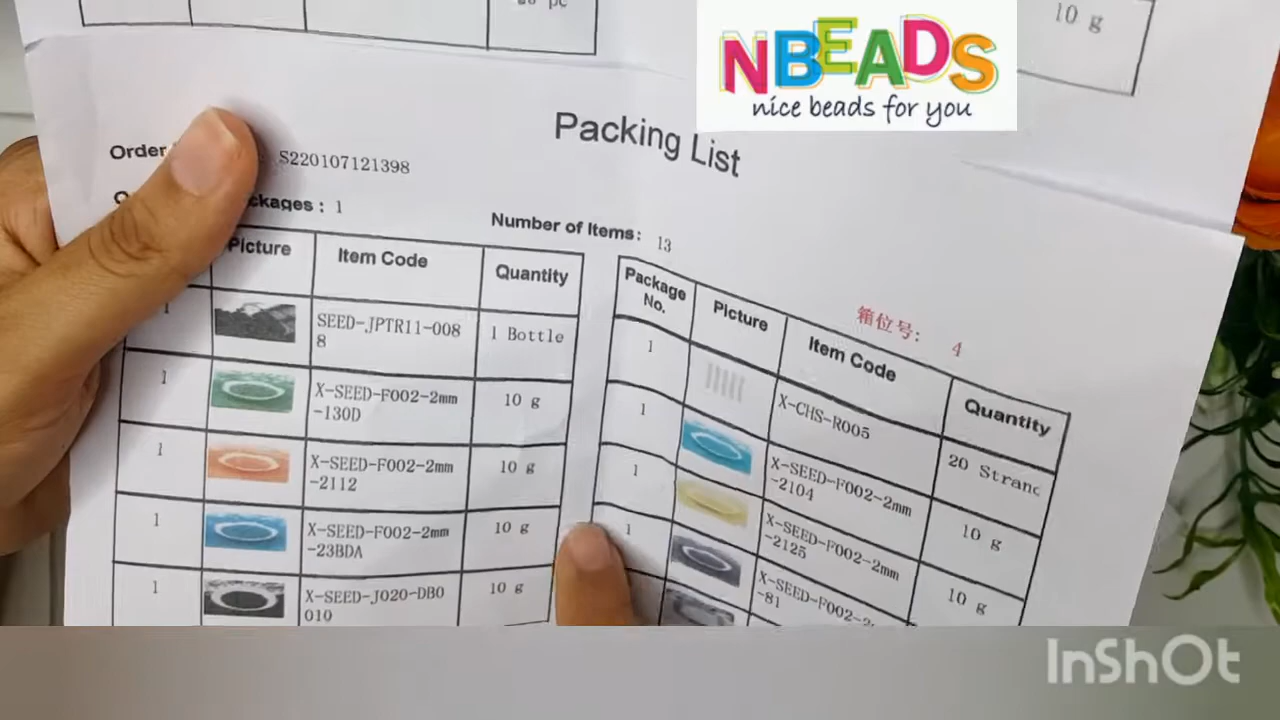 10 g
NBEADS
nice beads for you
Packing List
Order
S220107121398
ckages : 1
Number of Items: 13
箱位号: 4
Picture
Item Code
Quantity
1
SEED-JPTR11-008
8
1 Bottle
1
X-SEED-F002-2mm
-130D
10 g
1
X-SEED-F002-2mm
-2112
10 g
1
X-SEED-F002-2mm
-23BDA
10 g
1
X-SEED-J020-DB0
010
10 g
Package
No.
Picture
Item Code
Quantity
1
X-CHS-R005
20 Stranc
1
X-SEED-F002-2mm
-2104
10 g
1
X-SEED-F002-2mm
-2125
10 g
1
X-SEED-F002-2
-81
InShOt